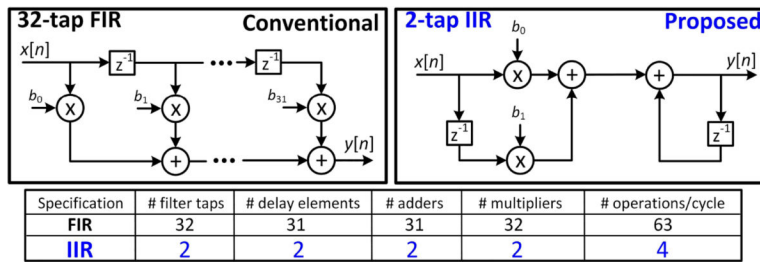 32-tap FIR Conventional
x[n]
z⁻¹ ••• z⁻¹
b₀ X b₁ X b₃₁ X
+ ••• + y[n]
2-tap IIR Proposed
b₀
x[n] X + + y[n]
b₁
z⁻¹ X z⁻¹
Specification # filter taps # delay elements # adders # multipliers # operations/cycle
FIR 32 31 31 32 63
IIR 2 2 2 2 4